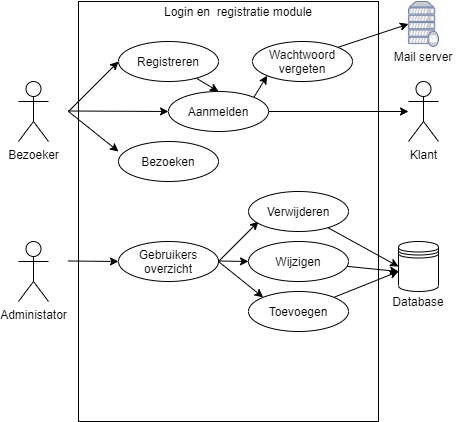 Login en registratie module
Registreren
Wachtwoord
vergeten
Mail server
Aanmelden
Bezoeker
Klant
Bezoeken
Verwijderen
Gebruikers
overzicht
Wijzigen
Toevoegen
Administator
Database